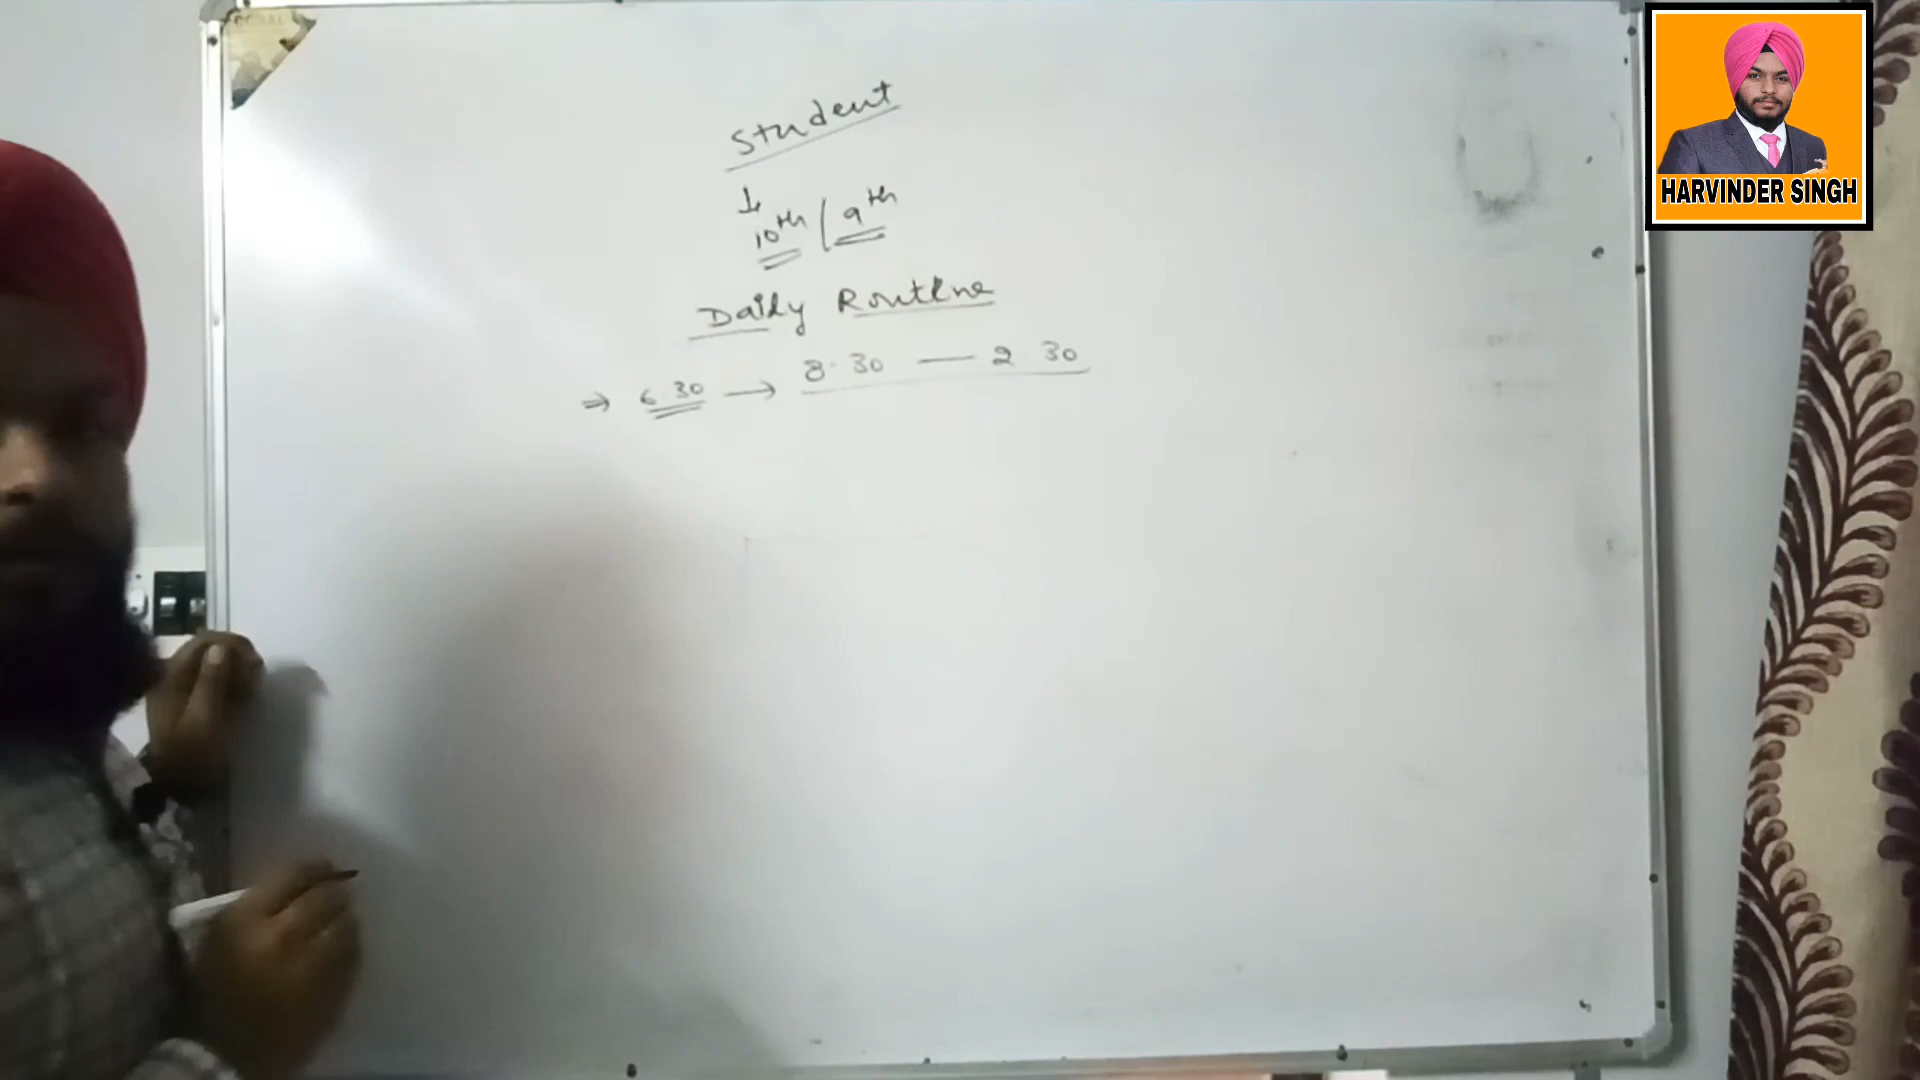 Student
↓
10th / 9th
Daily Routine
⇒ 6.30 → 8.30 — 2 30
HARVINDER SINGH